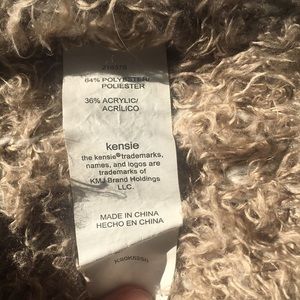 64% POLYESTER/
POLIESTER
36% ACRYLIC/
ACRÍLICO
kensie
the kensie® trademarks,
names, and logos are
trademarks of
KMJ Brand Holdings
LLC.
MADE IN CHINA
HECHO EN CHINA